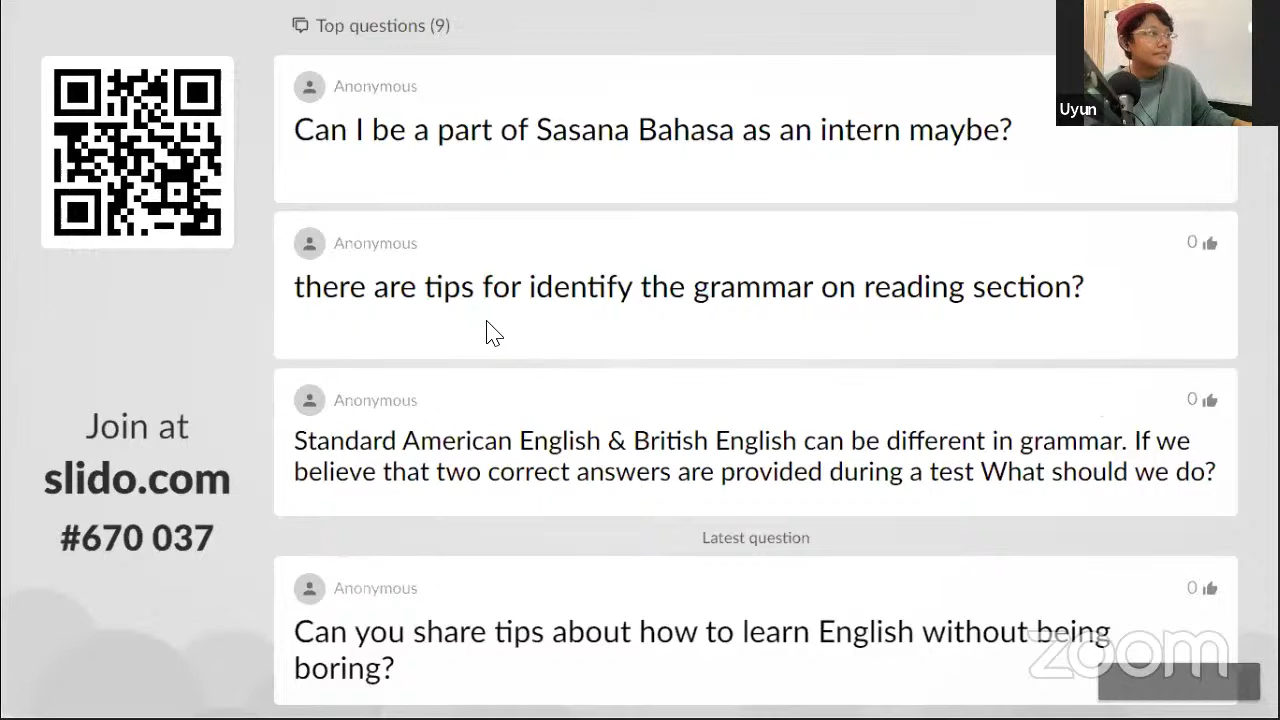 Top questions (9)
Anonymous
Can I be a part of Sasana Bahasa as an intern maybe?
Uyun
Anonymous
0
there are tips for identify the grammar on reading section?
Anonymous
0
Standard American English & British English can be different in grammar. If we
believe that two correct answers are provided during a test What should we do?
Join at
slido.com
#670 037
Latest question
Anonymous
0
Can you share tips about how to learn English without being
boring?
zoom